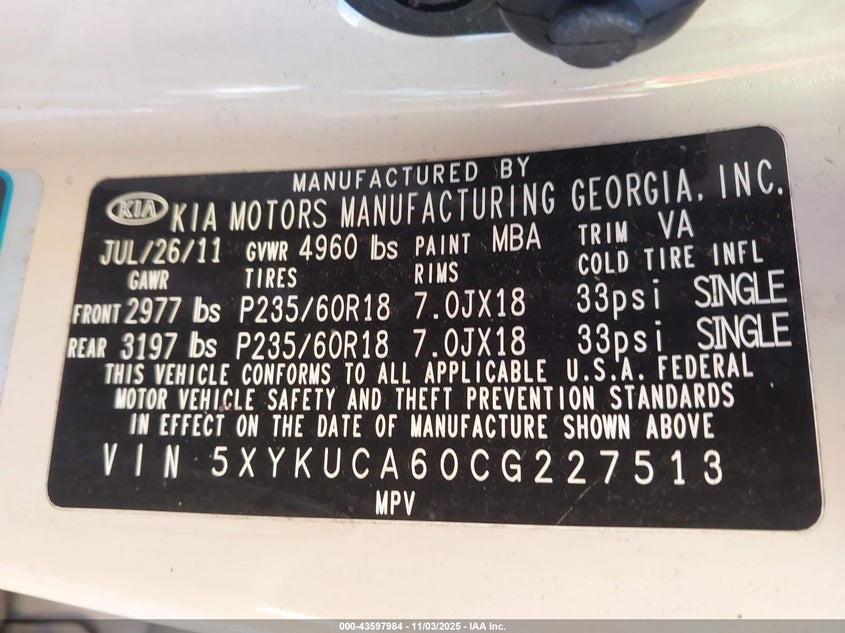 MANUFACTURED BY
KIA KIA MOTORS MANUFACTURING GEORGIA, INC.
JUL/26/11 GVWR 4960 lbs PAINT MBA TRIM VA
GAWR TIRES RIMS COLD TIRE INFL
FRONT 2977 lbs P235/60R18 7.0JX18 33psi SINGLE
REAR 3197 lbs P235/60R18 7.0JX18 33psi SINGLE
THIS VEHICLE CONFORMS TO ALL APPLICABLE U.S.A. FEDERAL
MOTOR VEHICLE SAFETY AND THEFT PREVENTION STANDARDS
IN EFFECT ON THE DATE OF MANUFACTURE SHOWN ABOVE
VIN 5XYKUCA60CG227513
MPV
000-43597984 - 11/03/2025 - IAA Inc.